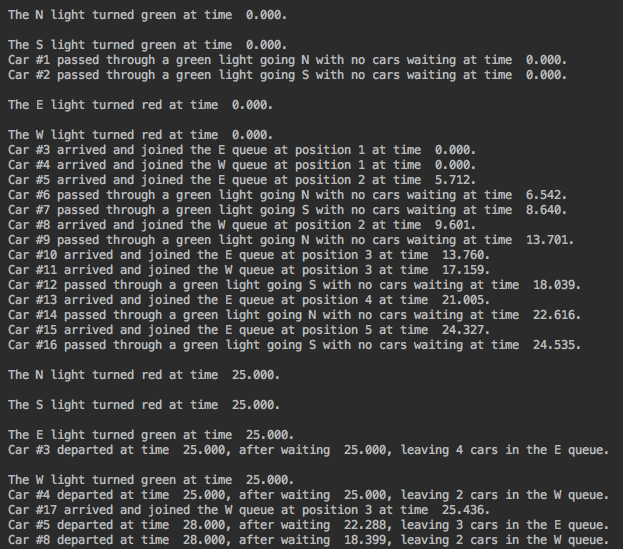 The N light turned green at time  0.000.
The S light turned green at time  0.000.
Car #1 passed through a green light going N with no cars waiting at time  0.000.
Car #2 passed through a green light going S with no cars waiting at time  0.000.
The E light turned red at time  0.000.
The W light turned red at time  0.000.
Car #3 arrived and joined the E queue at position 1 at time  0.000.
Car #4 arrived and joined the W queue at position 1 at time  0.000.
Car #5 arrived and joined the E queue at position 2 at time  5.712.
Car #6 passed through a green light going N with no cars waiting at time  6.542.
Car #7 passed through a green light going S with no cars waiting at time  8.640.
Car #8 arrived and joined the W queue at position 2 at time  9.601.
Car #9 passed through a green light going N with no cars waiting at time  13.701.
Car #10 arrived and joined the E queue at position 3 at time  13.760.
Car #11 arrived and joined the W queue at position 3 at time  17.159.
Car #12 passed through a green light going S with no cars waiting at time  18.039.
Car #13 arrived and joined the E queue at position 4 at time  21.005.
Car #14 passed through a green light going N with no cars waiting at time  22.616.
Car #15 arrived and joined the E queue at position 5 at time  24.327.
Car #16 passed through a green light going S with no cars waiting at time  24.535.
The N light turned red at time  25.000.
The S light turned red at time  25.000.
The E light turned green at time  25.000.
Car #3 departed at time  25.000, after waiting  25.000, leaving 4 cars in the E queue.
The W light turned green at time  25.000.
Car #4 departed at time  25.000, after waiting  25.000, leaving 2 cars in the W queue.
Car #17 arrived and joined the W queue at position 3 at time  25.436.
Car #5 departed at time  28.000, after waiting  22.288, leaving 3 cars in the E queue.
Car #8 departed at time  28.000, after waiting  18.399, leaving 2 cars in the W queue.